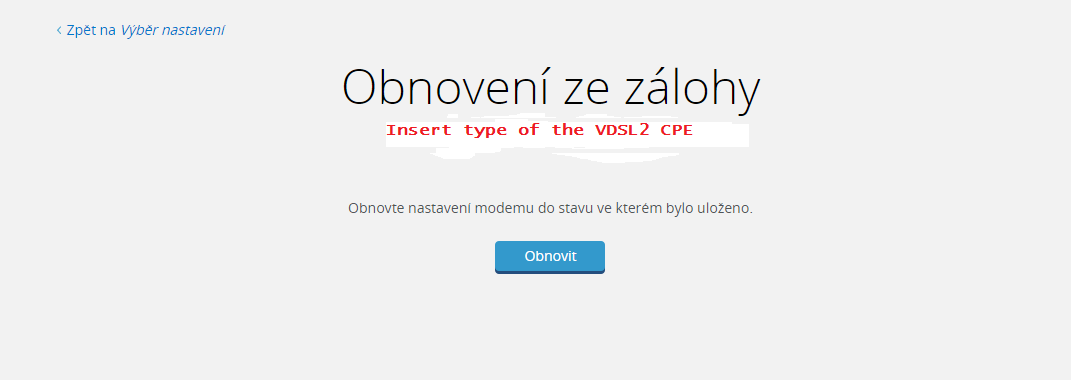 ‹ Zpět na Výběr nastavení
Obnovení ze zálohy
Insert type of the VDSL2 CPE
Obnovte nastavení modemu do stavu ve kterém bylo uloženo.
Obnovit